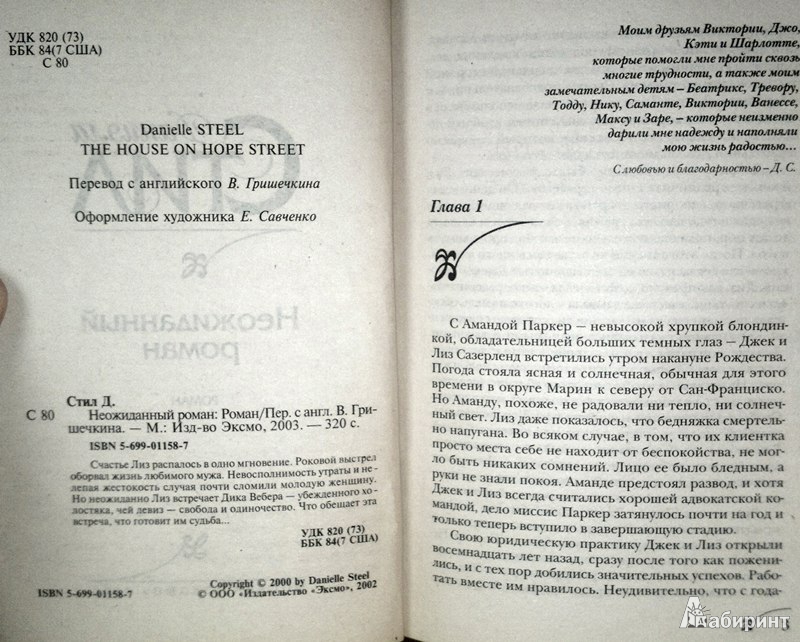 УДК 820 (73)
ББК 84(7 США)
С 80
Danielle STEEL
THE HOUSE ON HOPE STREET
Перевод с английского В. Гришечкина
Оформление художника Е. Савченко
Неожиданный
роман
Стил Д.
С 80 Неожиданный роман: Роман/Пер. с англ. В. Гри-
шечкина. — М.: Изд-во Эксмо, 2003. — 320 с.
ISBN 5-699-01158-7
Счастье Лиз распалось в одно мгновение. Роковой выстрел
оборвал жизнь любимого мужа. Невосполнимость утраты и не-
лепая жестокость случая почти сломили молодую женщину.
Но неожиданно Лиз встречает Дика Вебера — убежденного хо-
лостяка, чей девиз — свобода и одиночество. Что обещает эта
встреча, что готовит им судьба...
УДК 820 (73)
ББК 84(7 США)
Copyright © 2000 by Danielle Steel
ISBN 5-699-01158-7 © ООО «Издательство «Эксмо», 2002
Моим друзьям Виктории, Джо,
Кэти и Шарлотте,
которые помогли мне пройти сквозь
многие трудности, а также моим
замечательным детям — Беатрикс, Тревору,
Тодду, Нику, Саманте, Виктории, Ванессе,
Максу и Заре, — которые неизменно
дарили мне надежду и наполняли
мою жизнь радостью...
С любовью и благодарностью — Д. С.
Глава 1
С Амандой Паркер — невысокой хрупкой блондин-
кой, обладательницей больших темных глаз — Джек и
Лиз Сазерленд встретились утром накануне Рождества.
Погода стояла ясная и солнечная, обычная для этого
времени в округе Марин к северу от Сан-Франциско.
Но Аманду, похоже, не радовали ни тепло, ни солнеч-
ный свет. Лиз даже показалось, что бедняжка смертель-
но напугана. Во всяком случае, в том, что их клиентка
просто места себе не находит от беспокойства, не мог-
ло быть никаких сомнений. Лицо ее было бледным, а
руки не знали покоя. Аманде предстоял развод, и хотя
Джек и Лиз всегда считались хорошей адвокатской ко-
мандой, дело миссис Паркер затянулось почти на год и
только теперь вступило в завершающую стадию.
Свою юридическую практику Джек и Лиз открыли
восемнадцать лет назад, сразу после того как пожени-
лись, и с тех пор добились значительных успехов. Рабо-
тать вместе им нравилось. Неудивительно, что с года-
Лабиринт